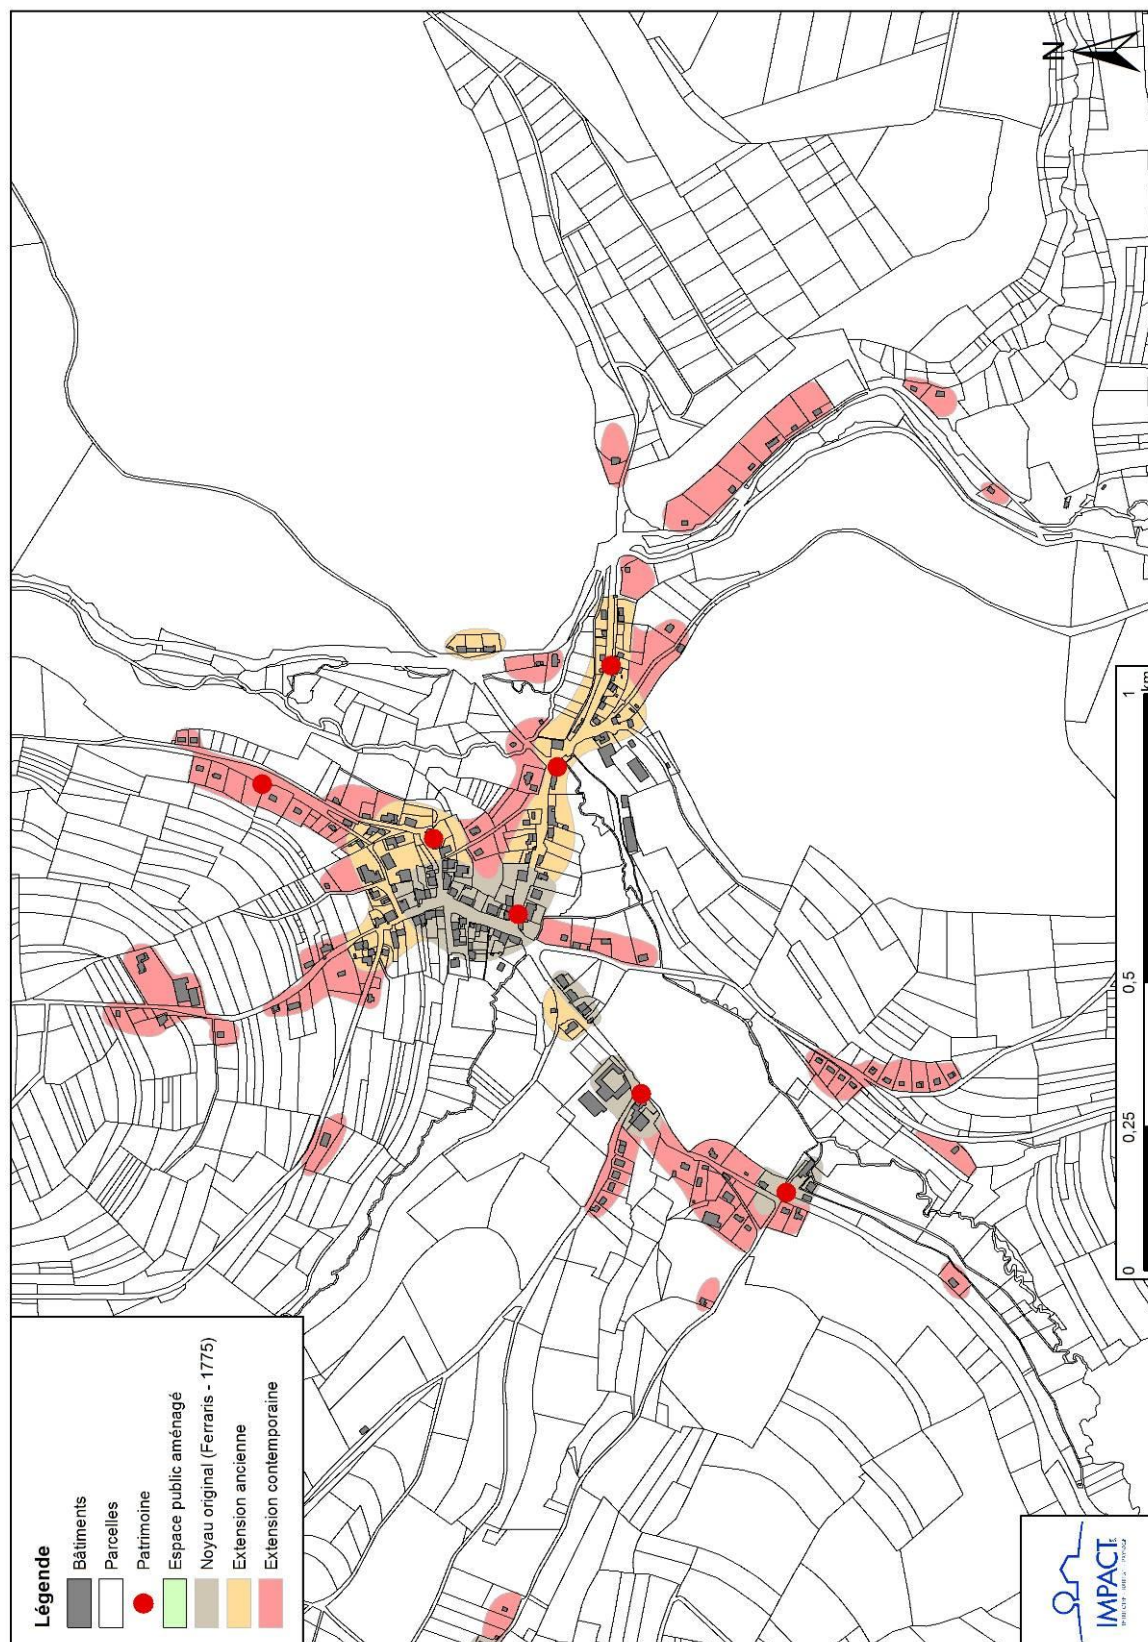 Légende
Bâtiments
Parcelles
Patrimoine
Espace public aménagé
Noyau original (Ferraris - 1775)
Extension ancienne
Extension contemporaine
N
0 0,25 0,5 1
km
IMPACT